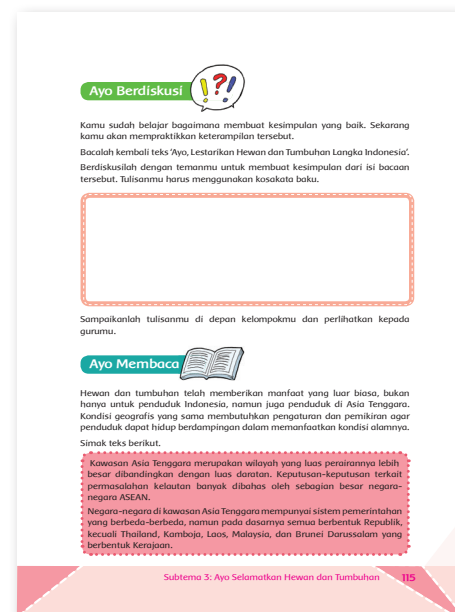 Ayo Berdiskusi
Kamu sudah belajar bagaimana membuat kesimpulan yang baik. Sekarang
kamu akan mempraktikkan keterampilan tersebut.
Bacalah kembali teks ‘Ayo, Lestarikan Hewan dan Tumbuhan Langka Indonesia’.
Berdiskusilah dengan temanmu untuk membuat kesimpulan dari isi bacaan
tersebut. Tulisanmu harus menggunakan kosakata baku.
Sampaikanlah tulisanmu di depan kelompokmu dan perlihatkan kepada
gurumu.
Ayo Membaca
Hewan dan tumbuhan telah memberikan manfaat yang luar biasa, bukan
hanya untuk penduduk Indonesia, namun juga penduduk di Asia Tenggara.
Kondisi geografis yang sama membutuhkan pengaturan dan pemikiran agar
penduduk dapat hidup berdampingan dalam memanfaatkan kondisi alamnya.
Simak teks berikut.
Kawasan Asia Tenggara merupakan wilayah yang luas perairannya lebih
besar dibandingkan dengan luas daratan. Keputusan-keputusan terkait
permasalahan kelautan banyak dibahas oleh sebagian besar negara-
negara ASEAN.
Negara-negara di kawasan Asia Tenggara mempunyai sistem pemerintahan
yang berbeda-berbeda, namun pada dasarnya semua berbentuk Republik,
kecuali Thailand, Kamboja, Laos, Malaysia, dan Brunei Darussalam yang
berbentuk Kerajaan.
Subtema 3: Ayo Selamatkan Hewan dan Tumbuhan 115